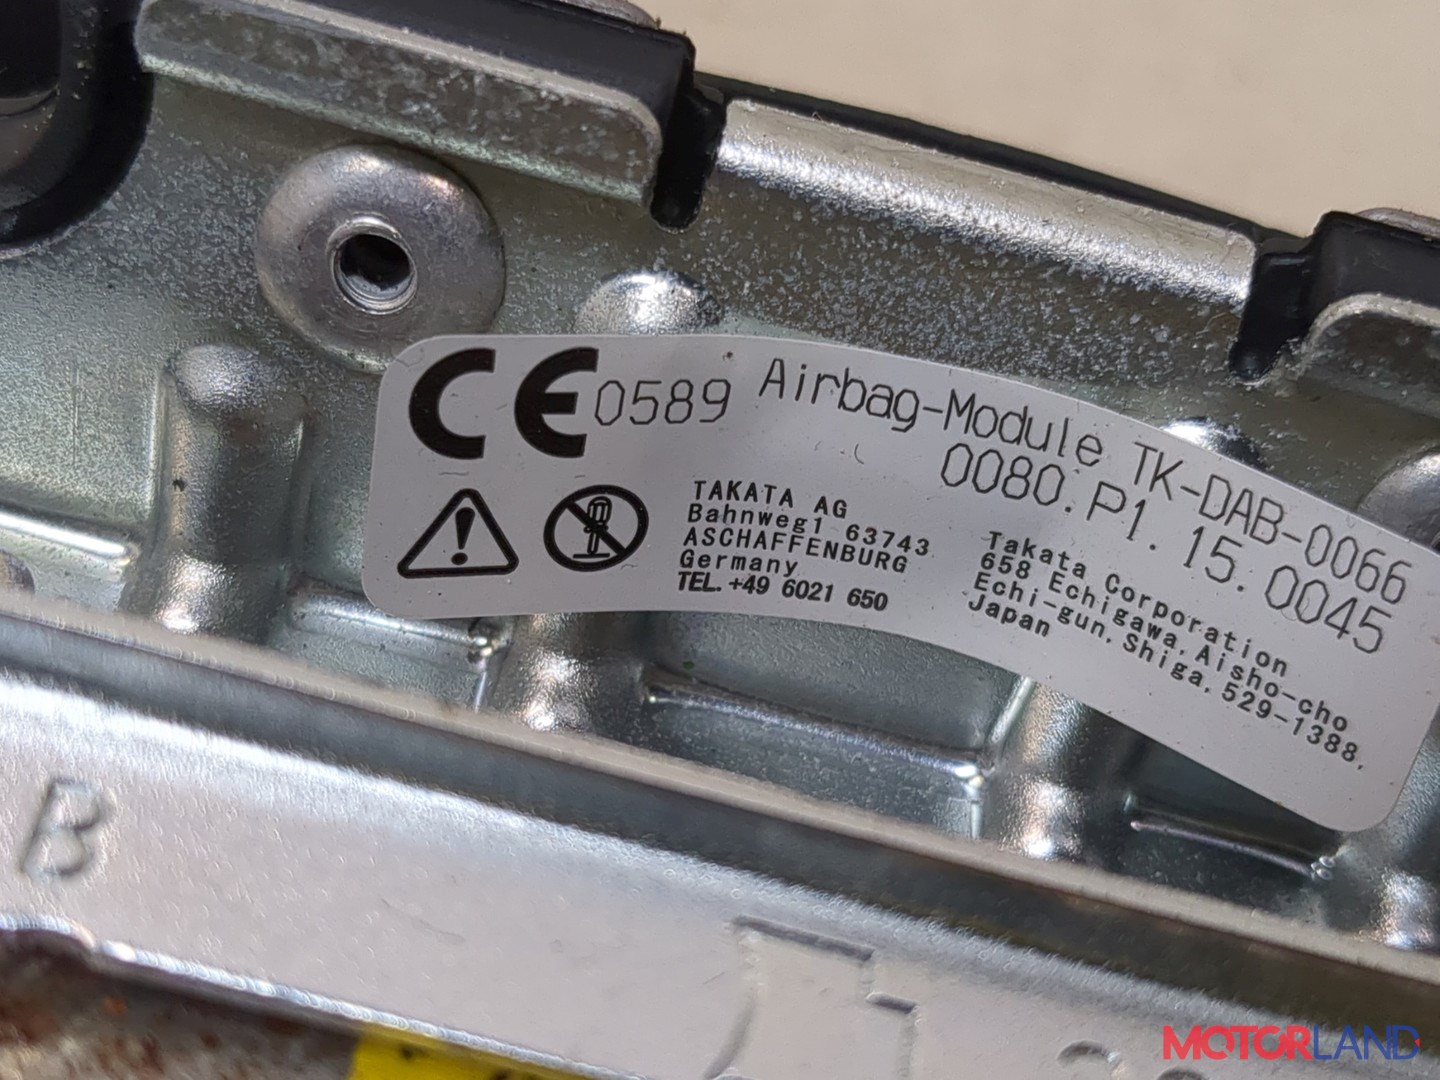 CE 0589 Airbag-Module TK-DAB-0066
0080.P1.15.0045
TAKATA AG
Bahnweg1 63743
ASCHAFFENBURG
Germany
TEL. +49 6021 650
Takata Corporation
658 Echigawa, Aisho-cho
Echi-gun, Shiga, 529-1388,
Japan
B
MOTORLAND